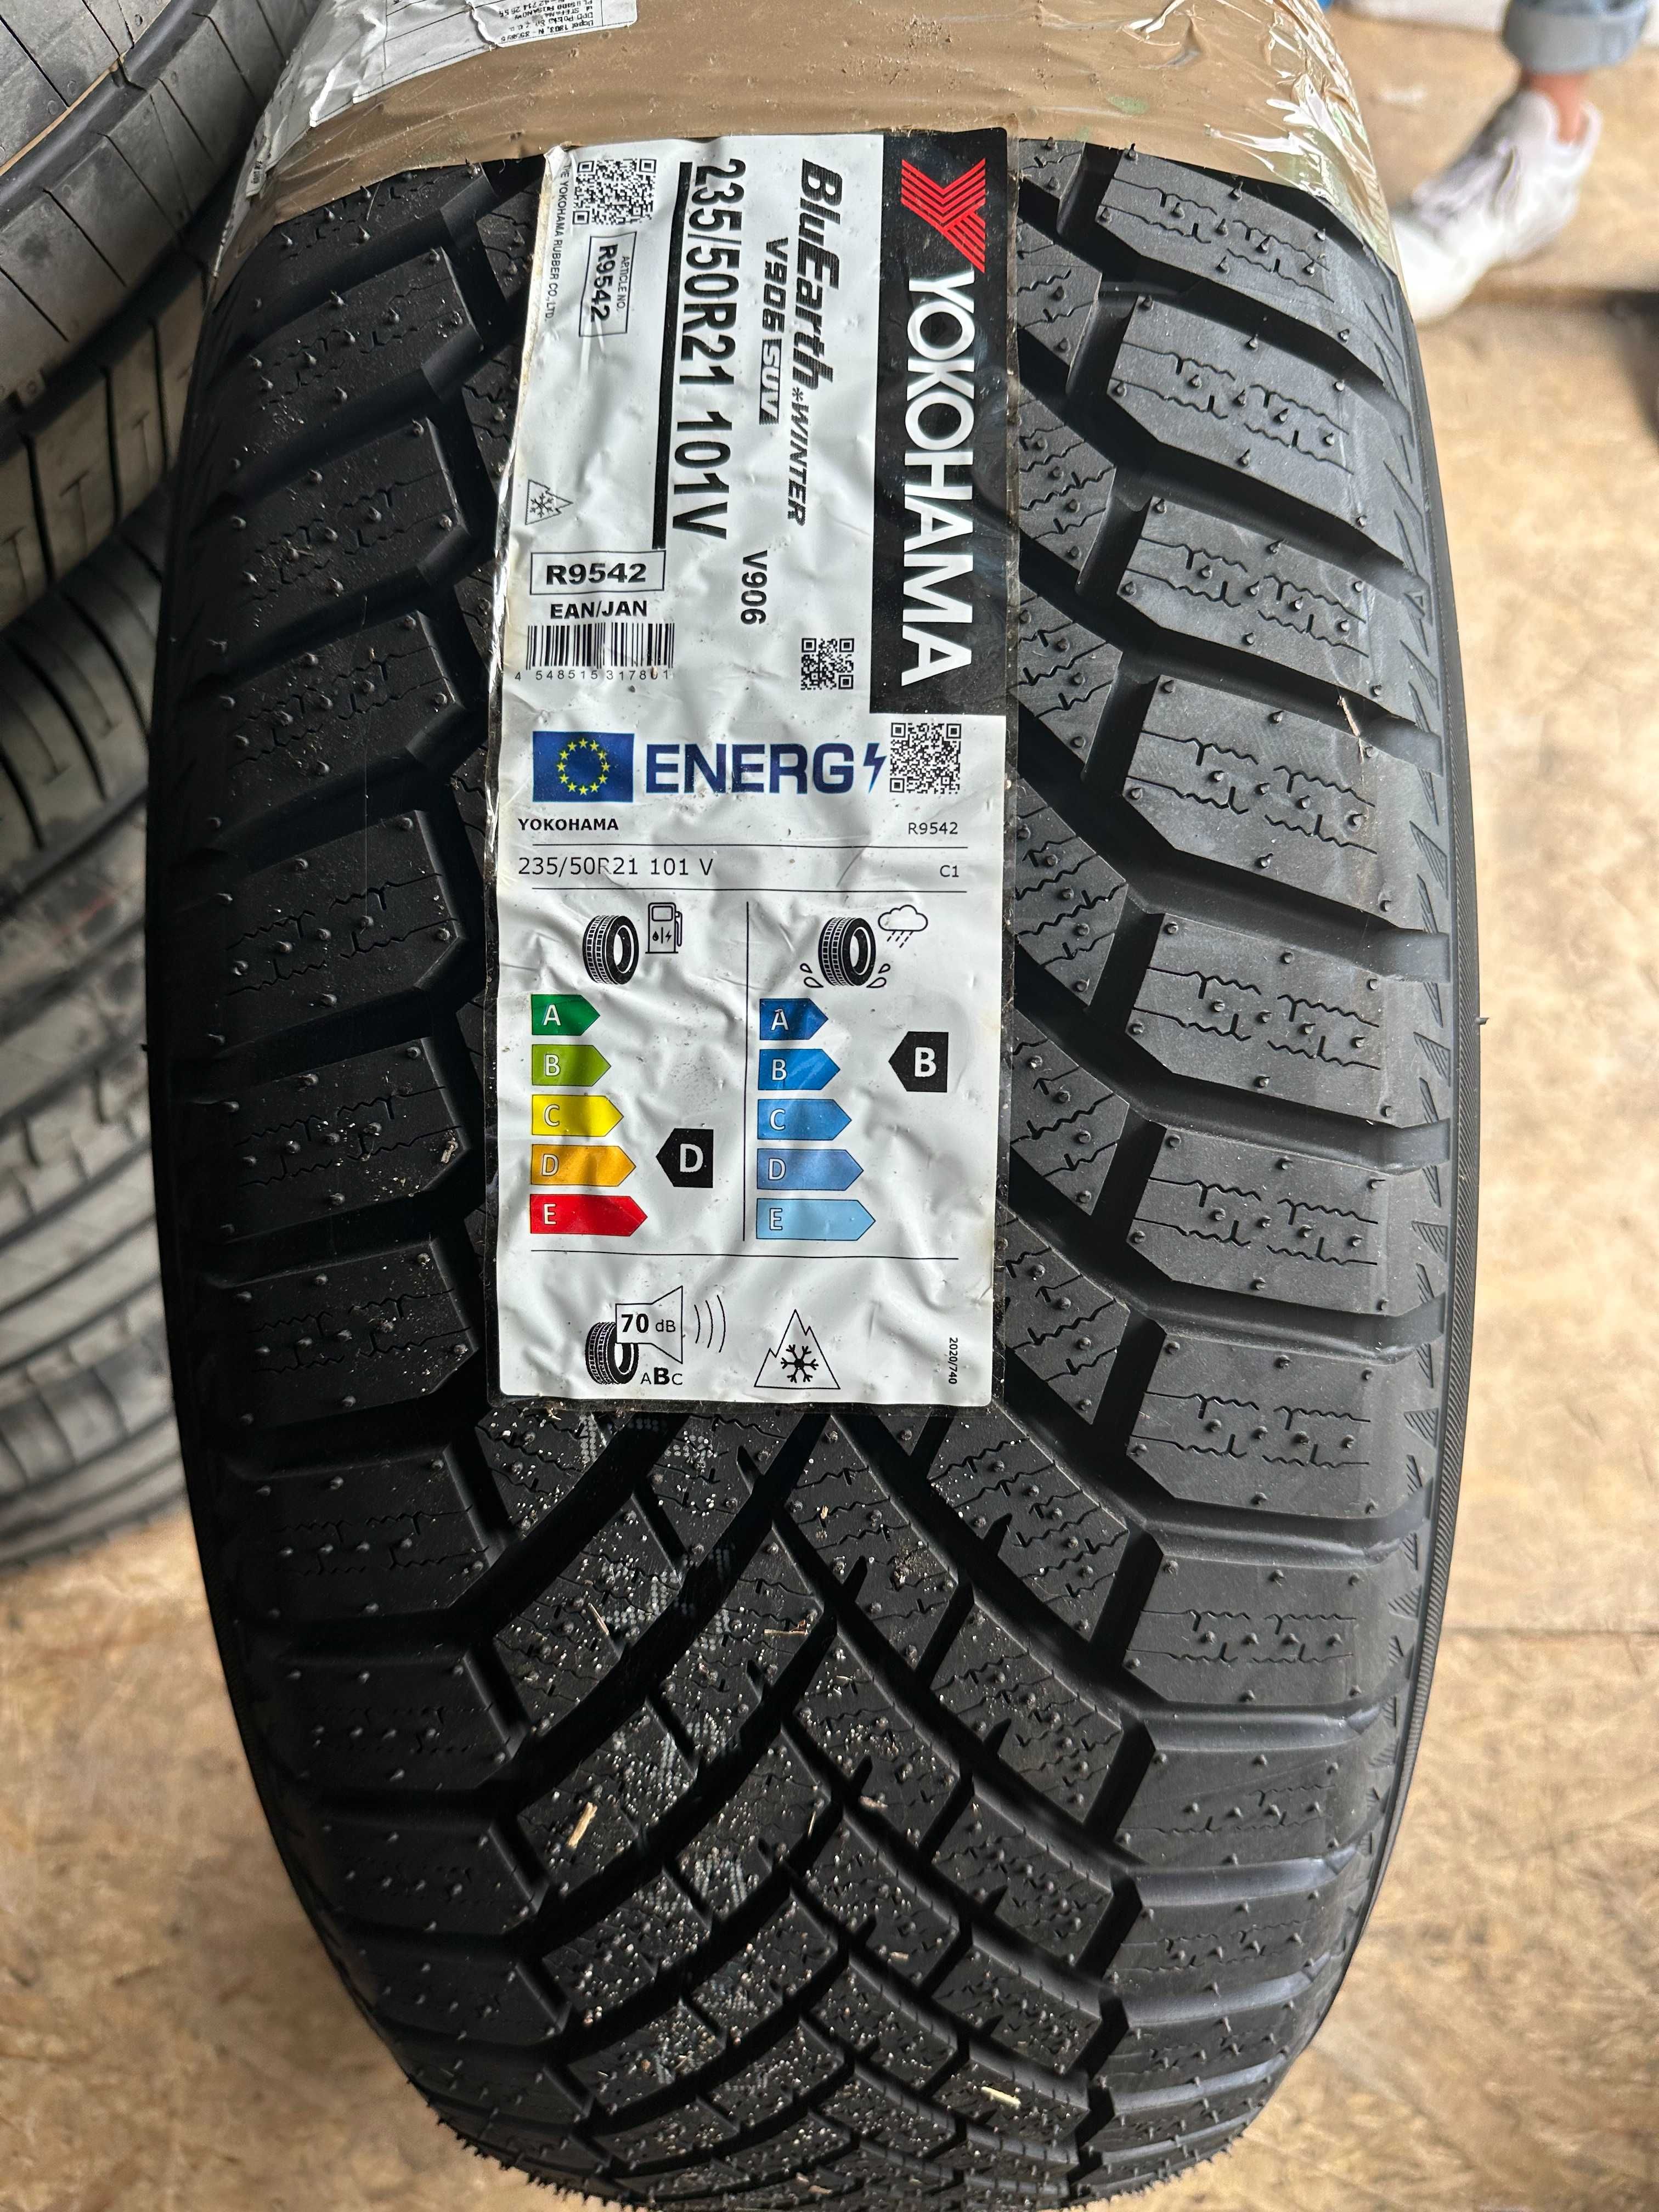 YOKOHAMA
BluEarth*WINTER
V906 SUV
V906
235/50R21 101V
ARTICLE NO.
R9542
THE YOKOHAMA RUBBER CO.,LTD.
R9542
EAN/JAN
4 548515 317801
ENERG
YOKOHAMA R9542
235/50R21 101 V C1
A A
B B B
C C
D D D
E E
70 dB
ABC
2020/740